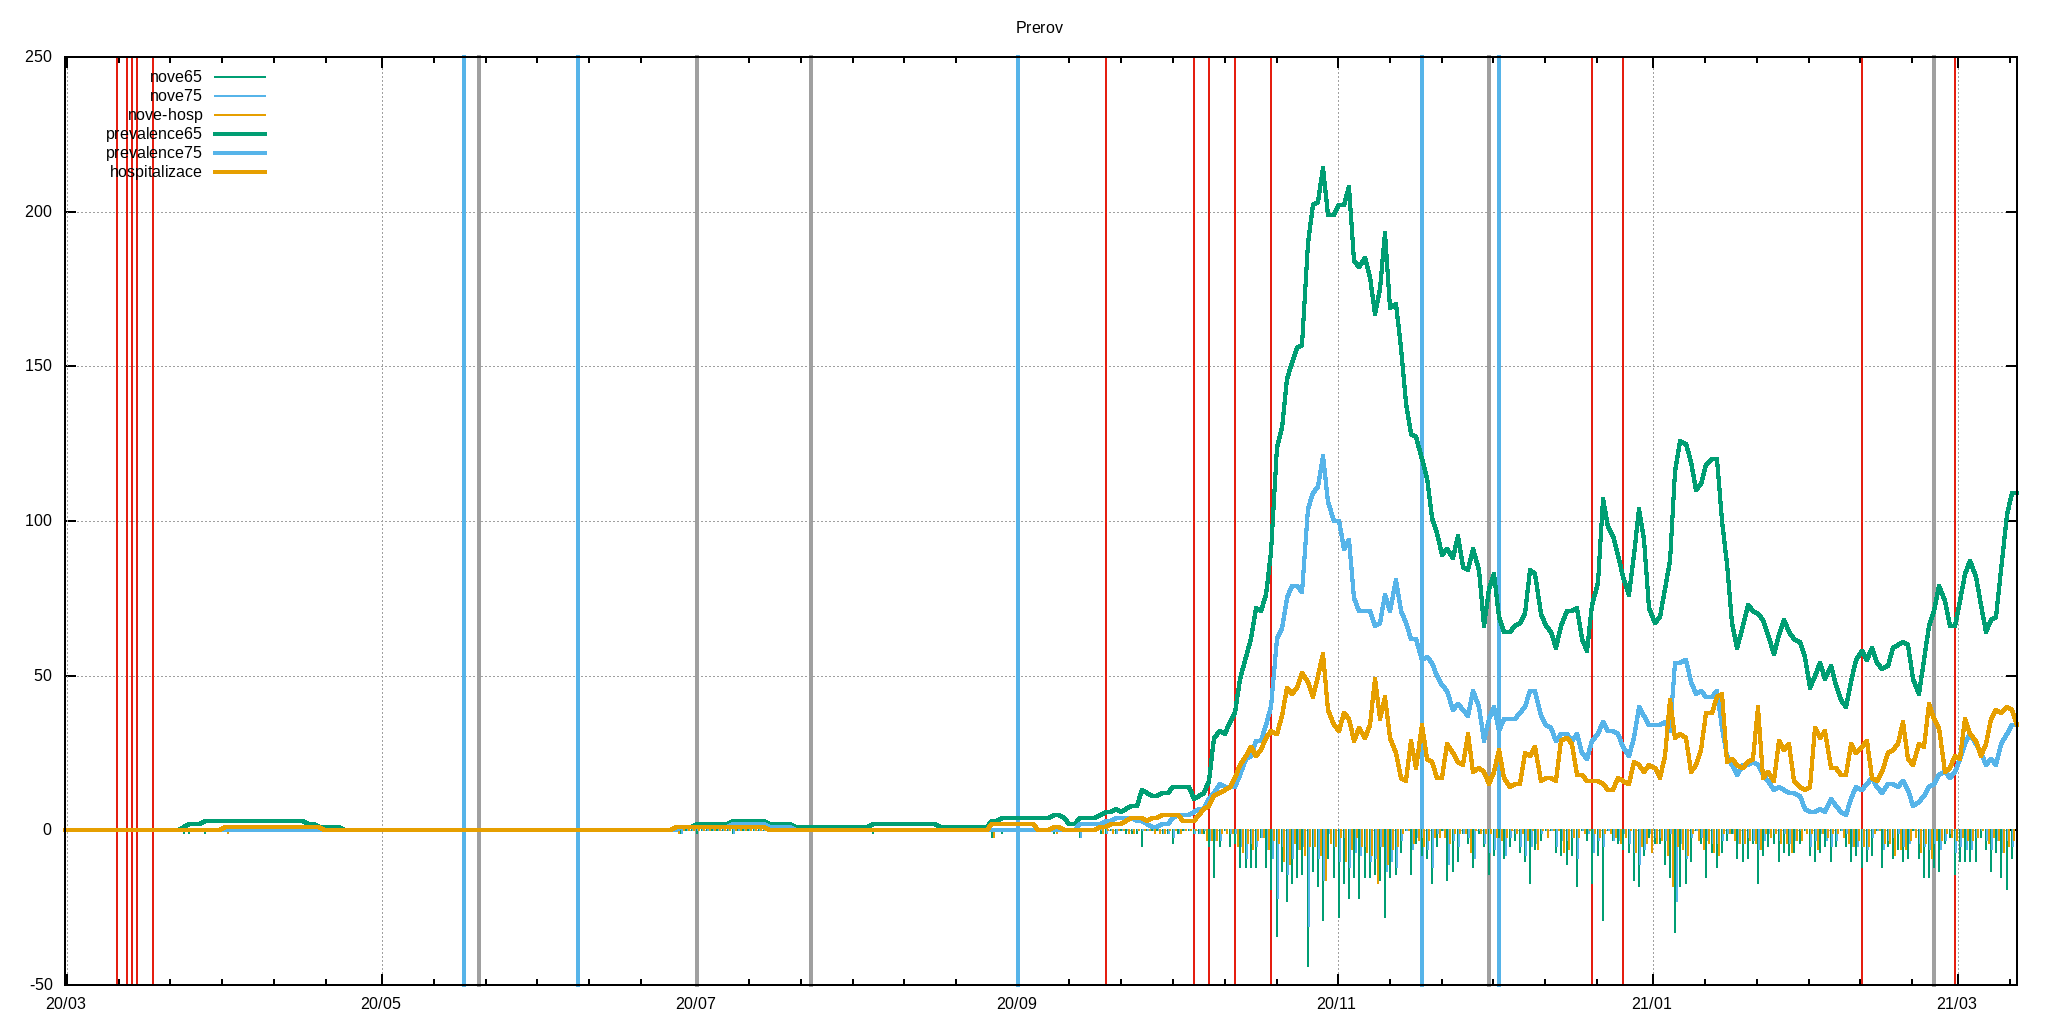 Prerov
250
nove65
nove75
nove-hosp
prevalence65
prevalence75
hospitalizace
200
150
100
50
0
-50
20/03 20/05 20/07 20/09 20/11 21/01 21/03